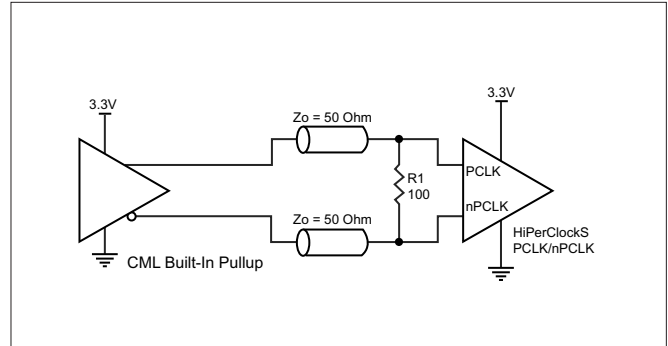 3.3V
3.3V
Zo = 50 Ohm
PCLK
R1
100
nPCLK
Zo = 50 Ohm
HiPerClockS
PCLK/nPCLK
CML Built-In Pullup